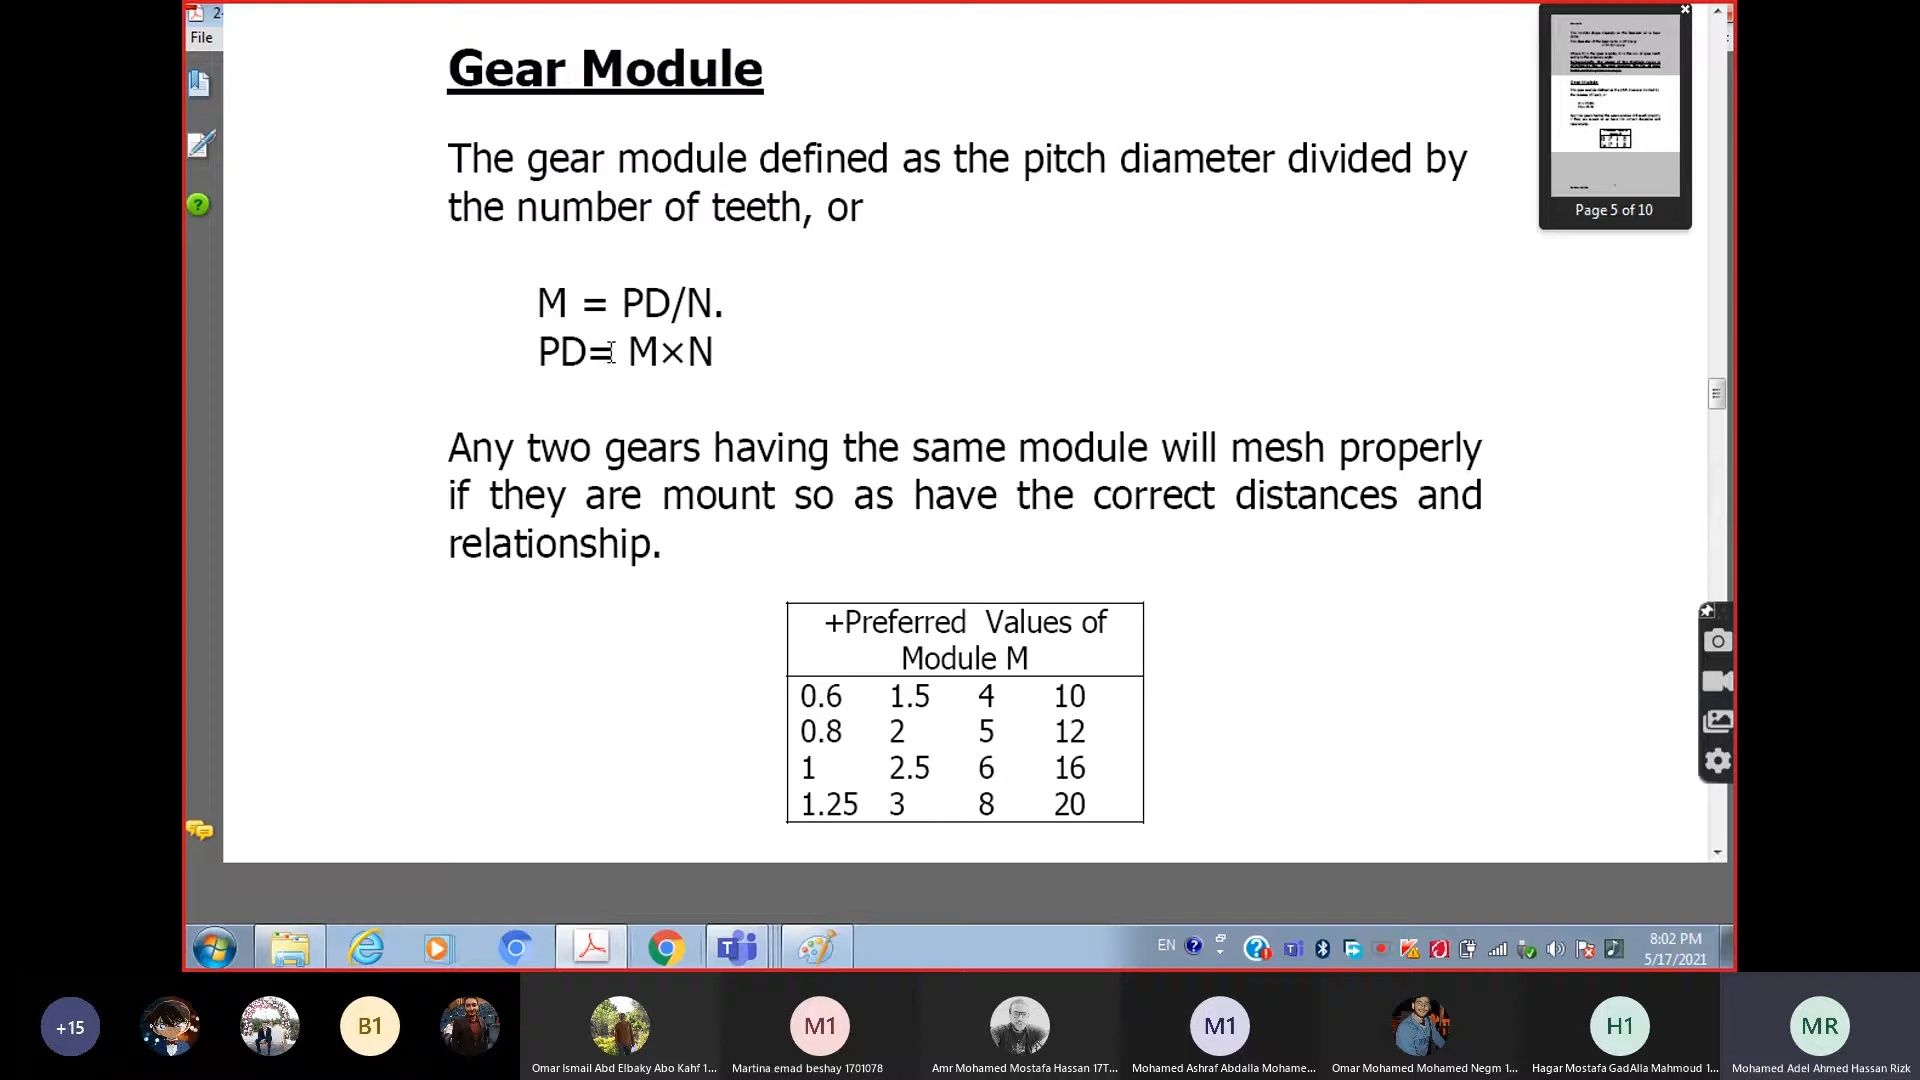 2-
File
Gear Module
The gear module defined as the pitch diameter divided by
the number of teeth, or
M = PD/N.
PD= M×N
Any two gears having the same module will mesh properly
if they are mount so as have the correct distances and
relationship.
+Preferred Values of
Module M
0.6 1.5 4 10
0.8 2 5 12
1 2.5 6 16
1.25 3 8 20
Page 5 of 10
EN
8:02 PM
5/17/2021
+15
B1
M1
M1
H1
MR
Omar Ismail Abd Elbaky Abo Kahf 1...
Martina emad beshay 1701078
Amr Mohamed Mostafa Hassan 17T...
Mohamed Ashraf Abdalla Mohame...
Omar Mohamed Mohamed Negm 1...
Hagar Mostafa GadAlla Mahmoud 1...
Mohamed Adel Ahmed Hassan Rizk